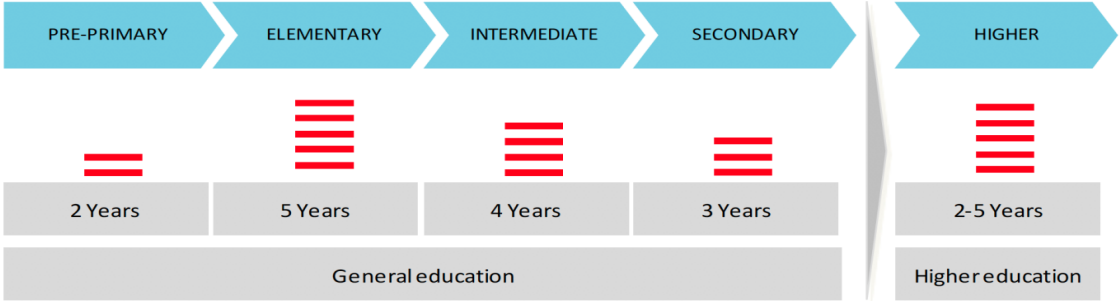 PRE-PRIMARY ELEMENTARY INTERMEDIATE SECONDARY HIGHER
2 Years 5 Years 4 Years 3 Years 2-5 Years
General education Higher education